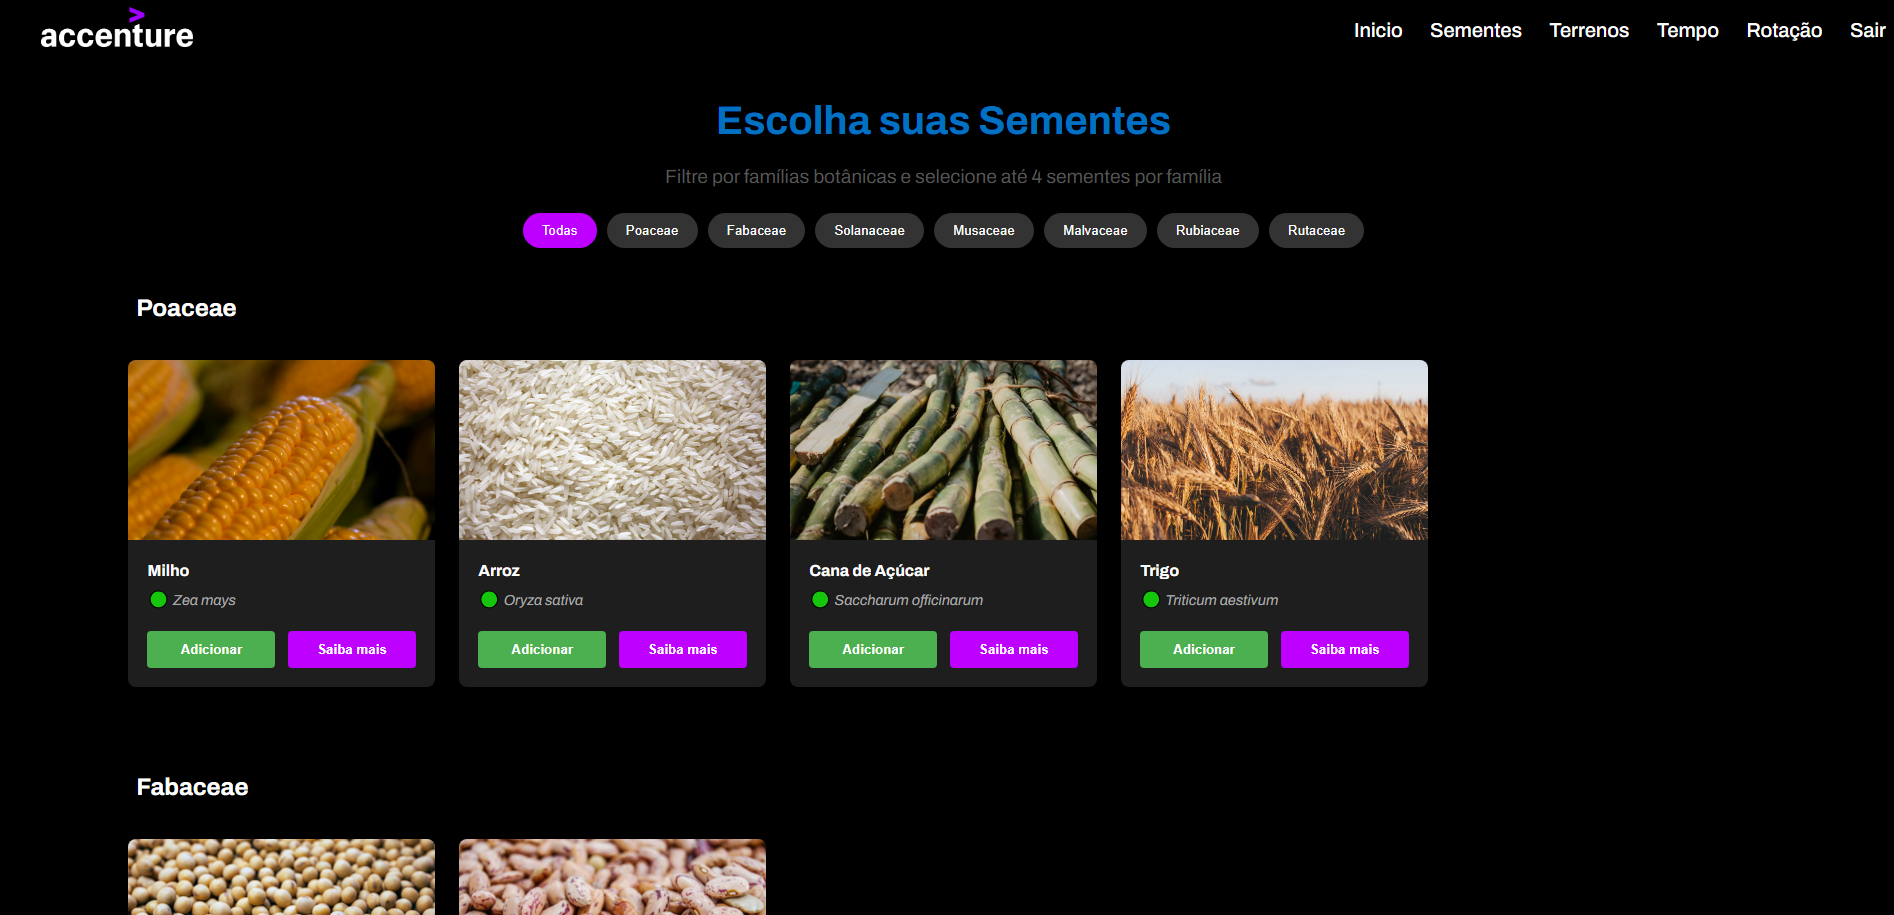 accenture
Inicio Sementes Terrenos Tempo Rotação Sair
Escolha suas Sementes
Filtre por famílias botânicas e selecione até 4 sementes por família
Todas Poaceae Fabaceae Solanaceae Musaceae Malvaceae Rubiaceae Rutaceae
Poaceae
Milho
Zea mays
Adicionar Saiba mais
Arroz
Oryza sativa
Adicionar Saiba mais
Cana de Açúcar
Saccharum officinarum
Adicionar Saiba mais
Trigo
Triticum aestivum
Adicionar Saiba mais
Fabaceae